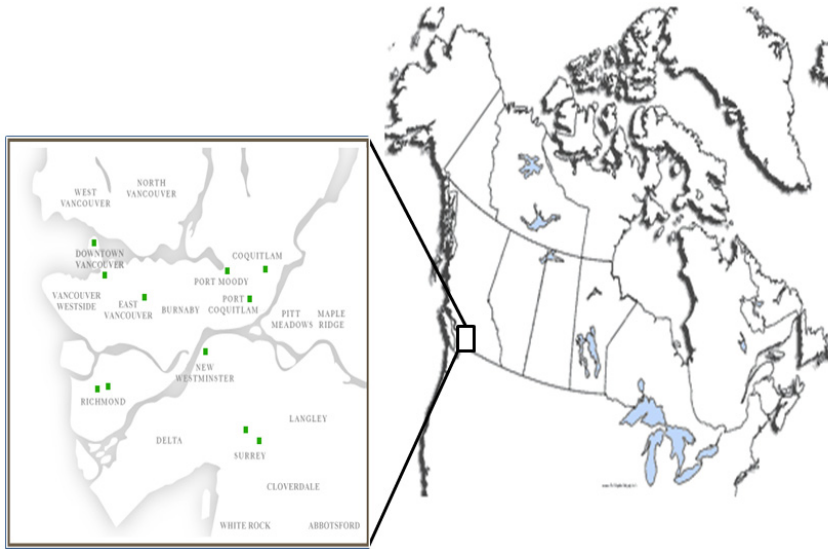 NORTH
VANCOUVER
WEST
VANCOUVER
DOWNTOWN
VANCOUVER
COQUITLAM
PORT MOODY
VANCOUVER
WESTSIDE
EAST
VANCOUVER
BURNABY
PORT
COQUITLAM
PITT
MEADOWS
MAPLE
RIDGE
NEW
WESTMINSTER
RICHMOND
LANGLEY
DELTA
SURREY
CLOVERDALE
WHITE ROCK
ABBOTSFORD